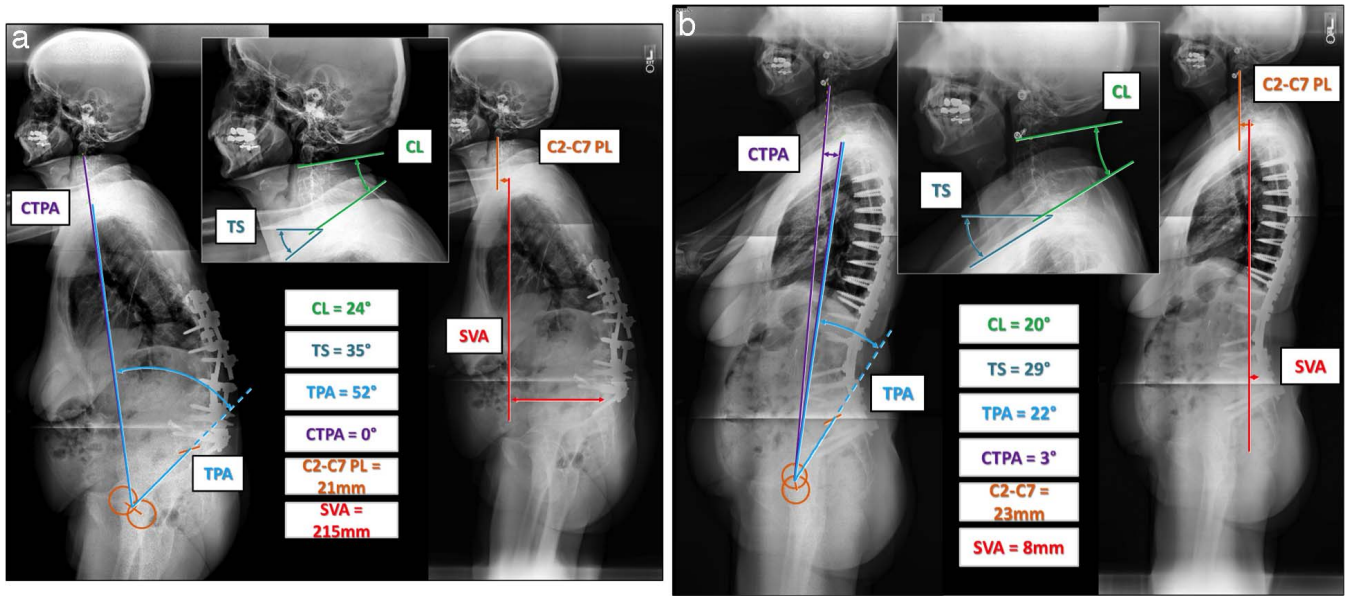 a
CL
C2-C7 PL
CTPA
TS
SVA
TPA
CL = 24°
TS = 35°
TPA = 52°
CTPA = 0°
C2-C7 PL =
21mm
SVA =
215mm
b
C2-C7 PL
CL
CTPA
TS
SVA
TPA
CL = 20°
TS = 29°
TPA = 22°
CTPA = 3°
C2-C7 =
23mm
SVA = 8mm